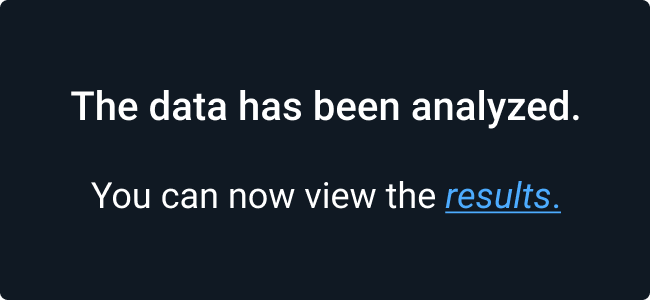 The data has been analyzed.
You can now view the results.